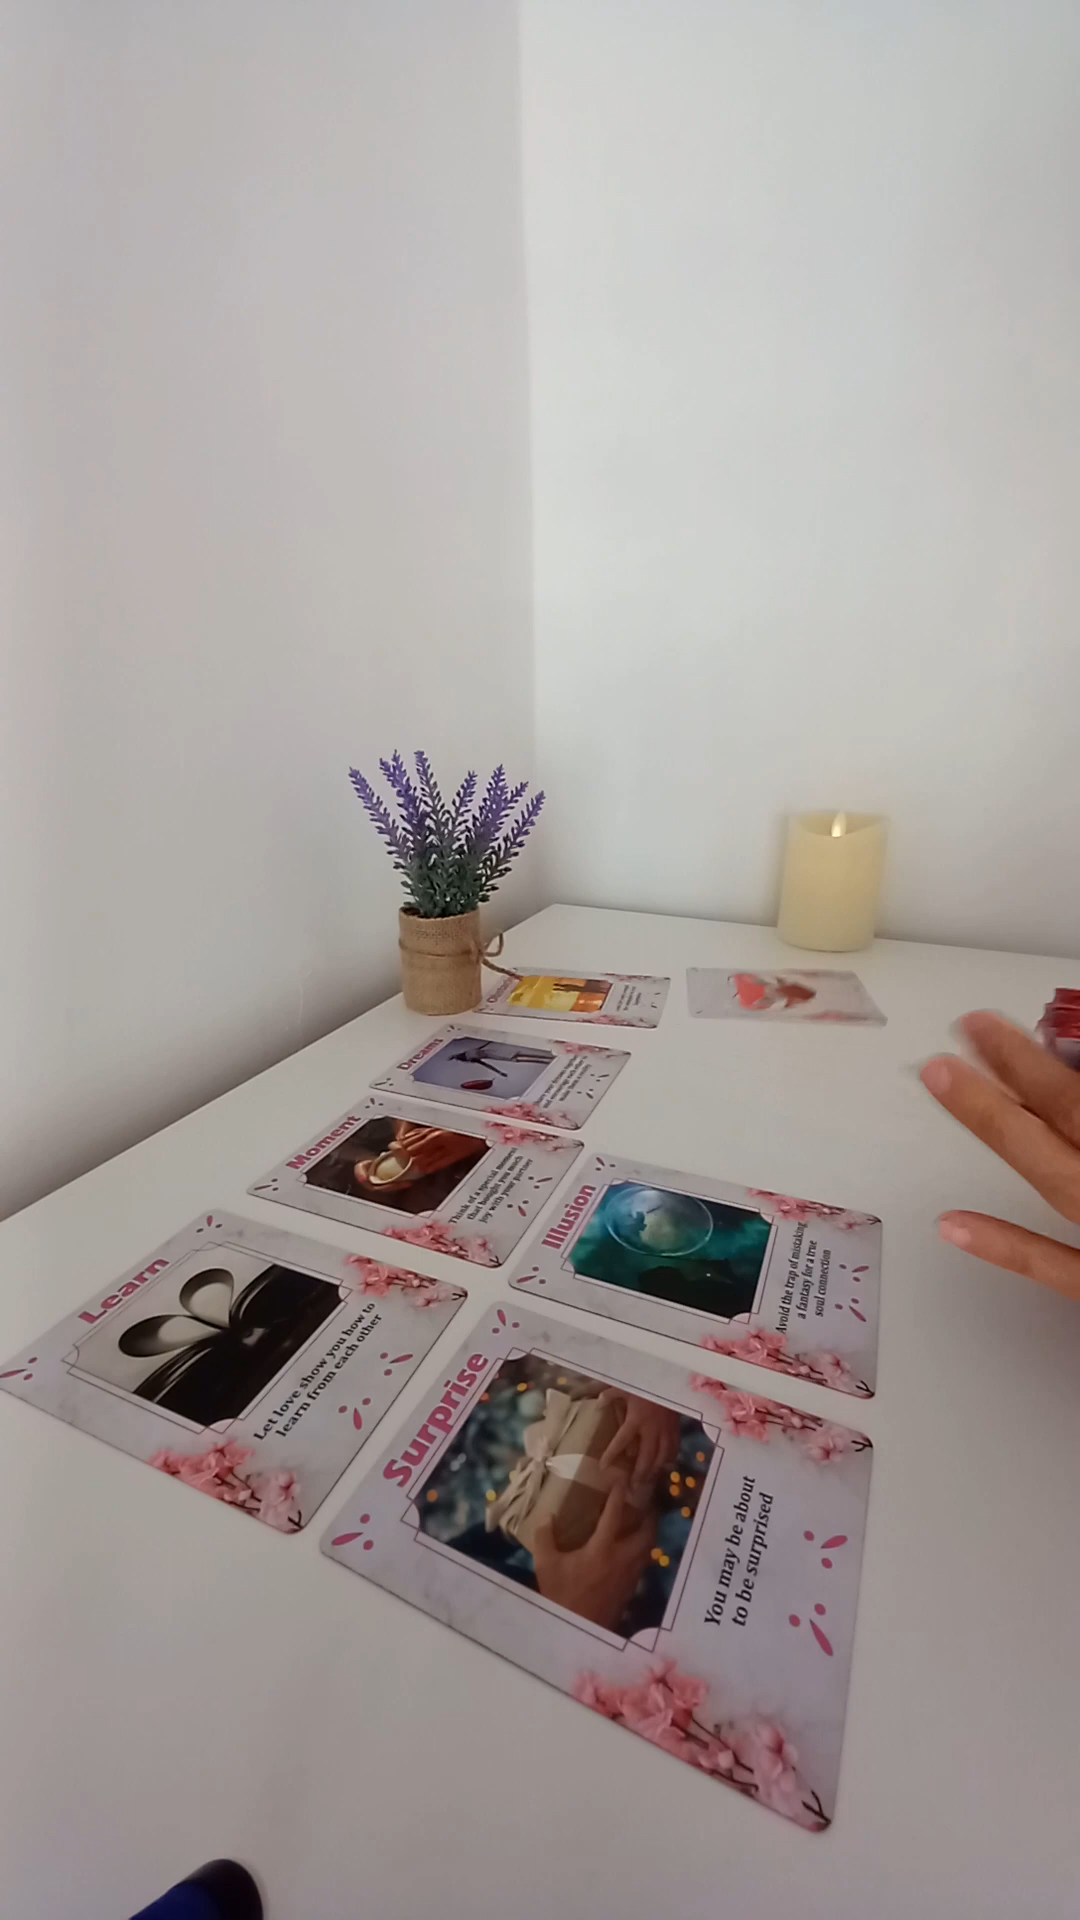 Dreams
Moment
Think of a special moment
that bought you much
joy with your partner
Illusion
Avoid the trap of mistaking
a fantasy for a true
soul connection
Learn
Let love show you how to
learn from each other
Surprise
You may be about
to be surprised